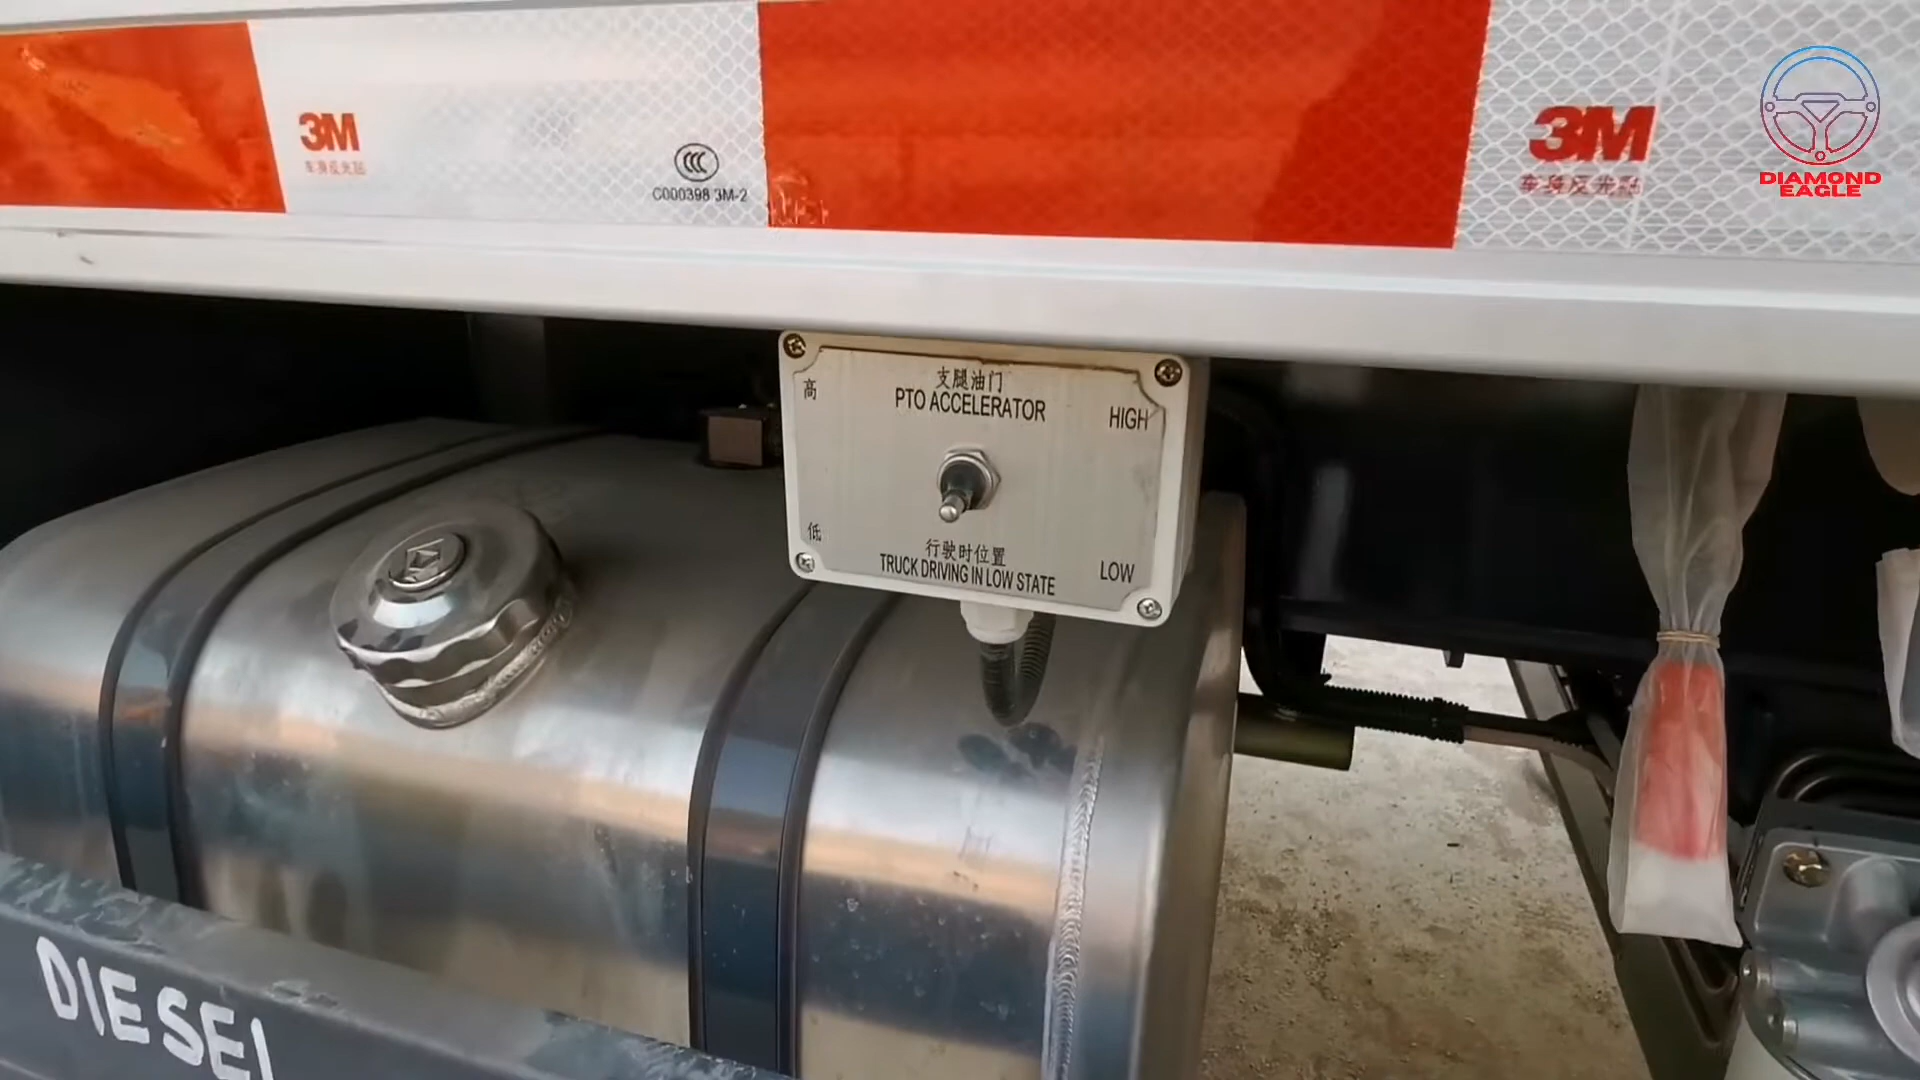 3M
车身反光贴
CCC
C000398 3M-2
3M
车身反光贴
DIAMOND
EAGLE
支腿油门
高
PTO ACCELERATOR
HIGH
低
行驶时位置
TRUCK DRIVING IN LOW STATE
LOW
DIESEL